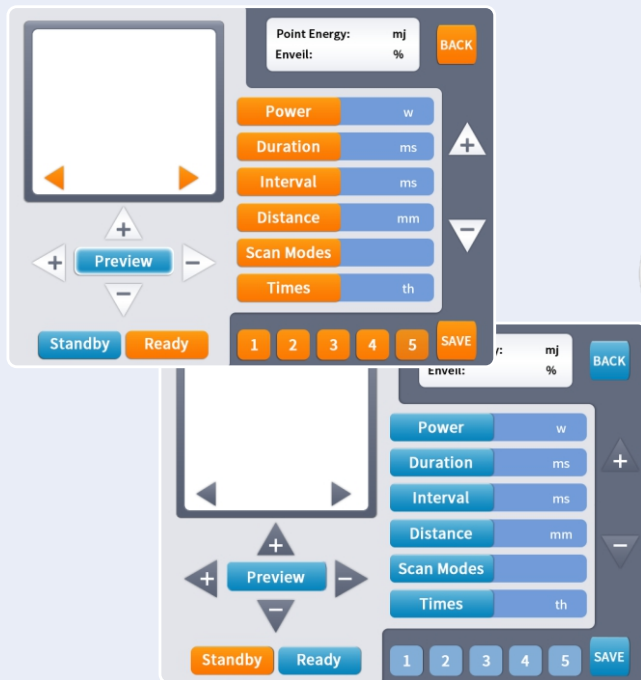 Point Energy: mj
Enveil: %
BACK
Power w
Duration ms
Interval ms
Distance mm
Scan Modes
Times th
+
−
+
+ Preview −
−
Standby Ready
1 2 3 4 5 SAVE
mj
Enveil: %
BACK
Power w
Duration ms
Interval ms
Distance mm
Scan Modes
Times th
+
−
+
+ Preview −
−
Standby Ready
1 2 3 4 5 SAVE